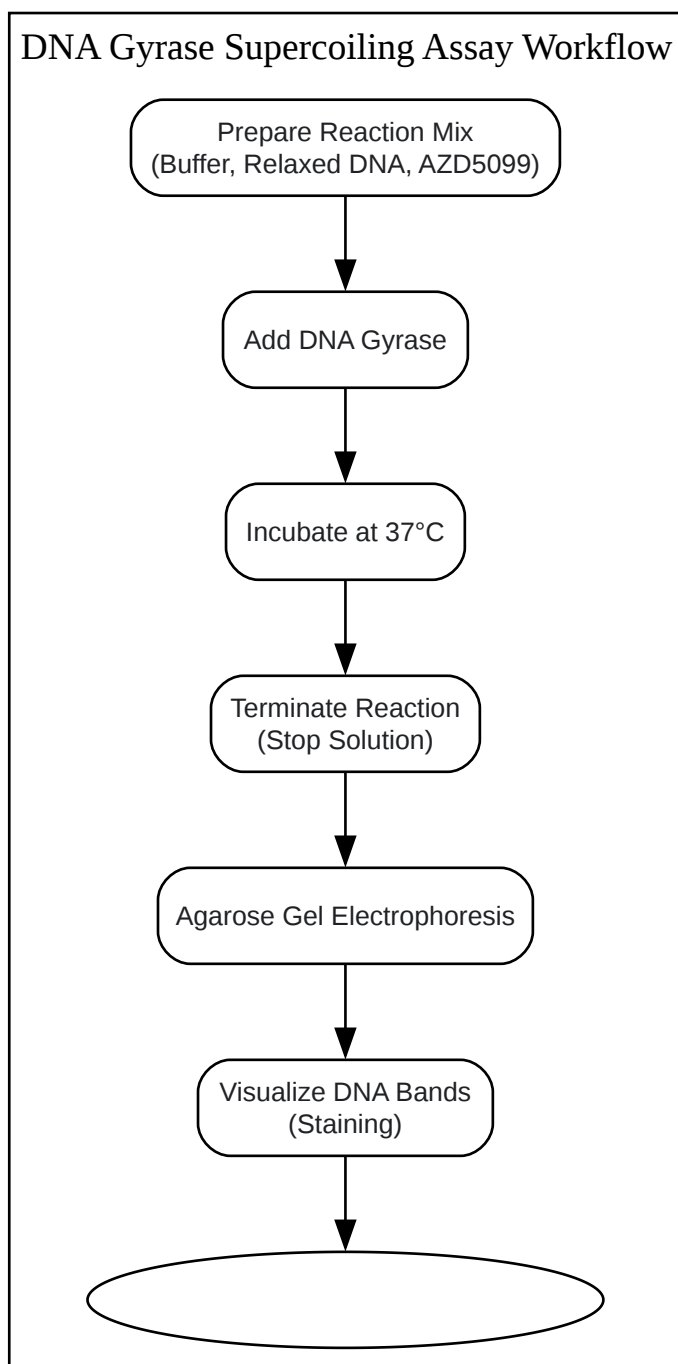 DNA Gyrase Supercoiling Assay Workflow
Prepare Reaction Mix
(Buffer, Relaxed DNA, AZD5099)
Add DNA Gyrase
Incubate at 37°C
Terminate Reaction
(Stop Solution)
Agarose Gel Electrophoresis
Visualize DNA Bands
(Staining)